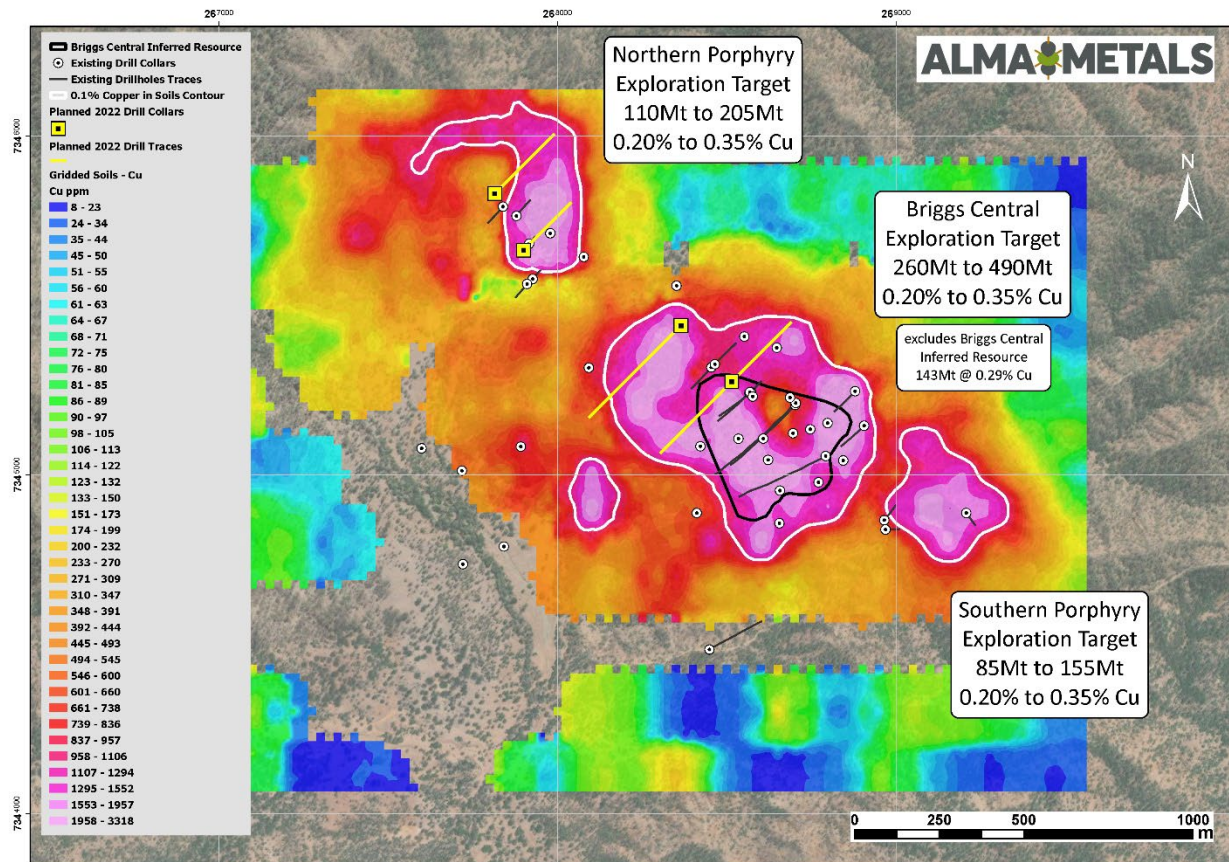 267000
268000
269000
7346000
7345000
7344000
Briggs Central Inferred Resource
Existing Drill Collars
Existing Drillholes Traces
0.1% Copper in Soils Contour
Planned 2022 Drill Collars
Planned 2022 Drill Traces
Gridded Soils - Cu
Cu ppm
8 - 23
24 - 34
35 - 44
45 - 50
51 - 55
56 - 60
61 - 63
64 - 67
68 - 71
72 - 75
76 - 80
81 - 85
86 - 89
90 - 97
98 - 105
106 - 113
114 - 122
123 - 132
133 - 150
151 - 173
174 - 199
200 - 232
233 - 270
271 - 309
310 - 347
348 - 391
392 - 444
445 - 493
494 - 545
546 - 600
601 - 660
661 - 738
739 - 836
837 - 957
958 - 1106
1107 - 1294
1295 - 1552
1553 - 1957
1958 - 3318
Northern Porphyry
Exploration Target
110Mt to 205Mt
0.20% to 0.35% Cu
ALMA METALS
N
Briggs Central
Exploration Target
260Mt to 490Mt
0.20% to 0.35% Cu
excludes Briggs Central
Inferred Resource
143Mt @ 0.29% Cu
Southern Porphyry
Exploration Target
85Mt to 155Mt
0.20% to 0.35% Cu
0 250 500 1000
m